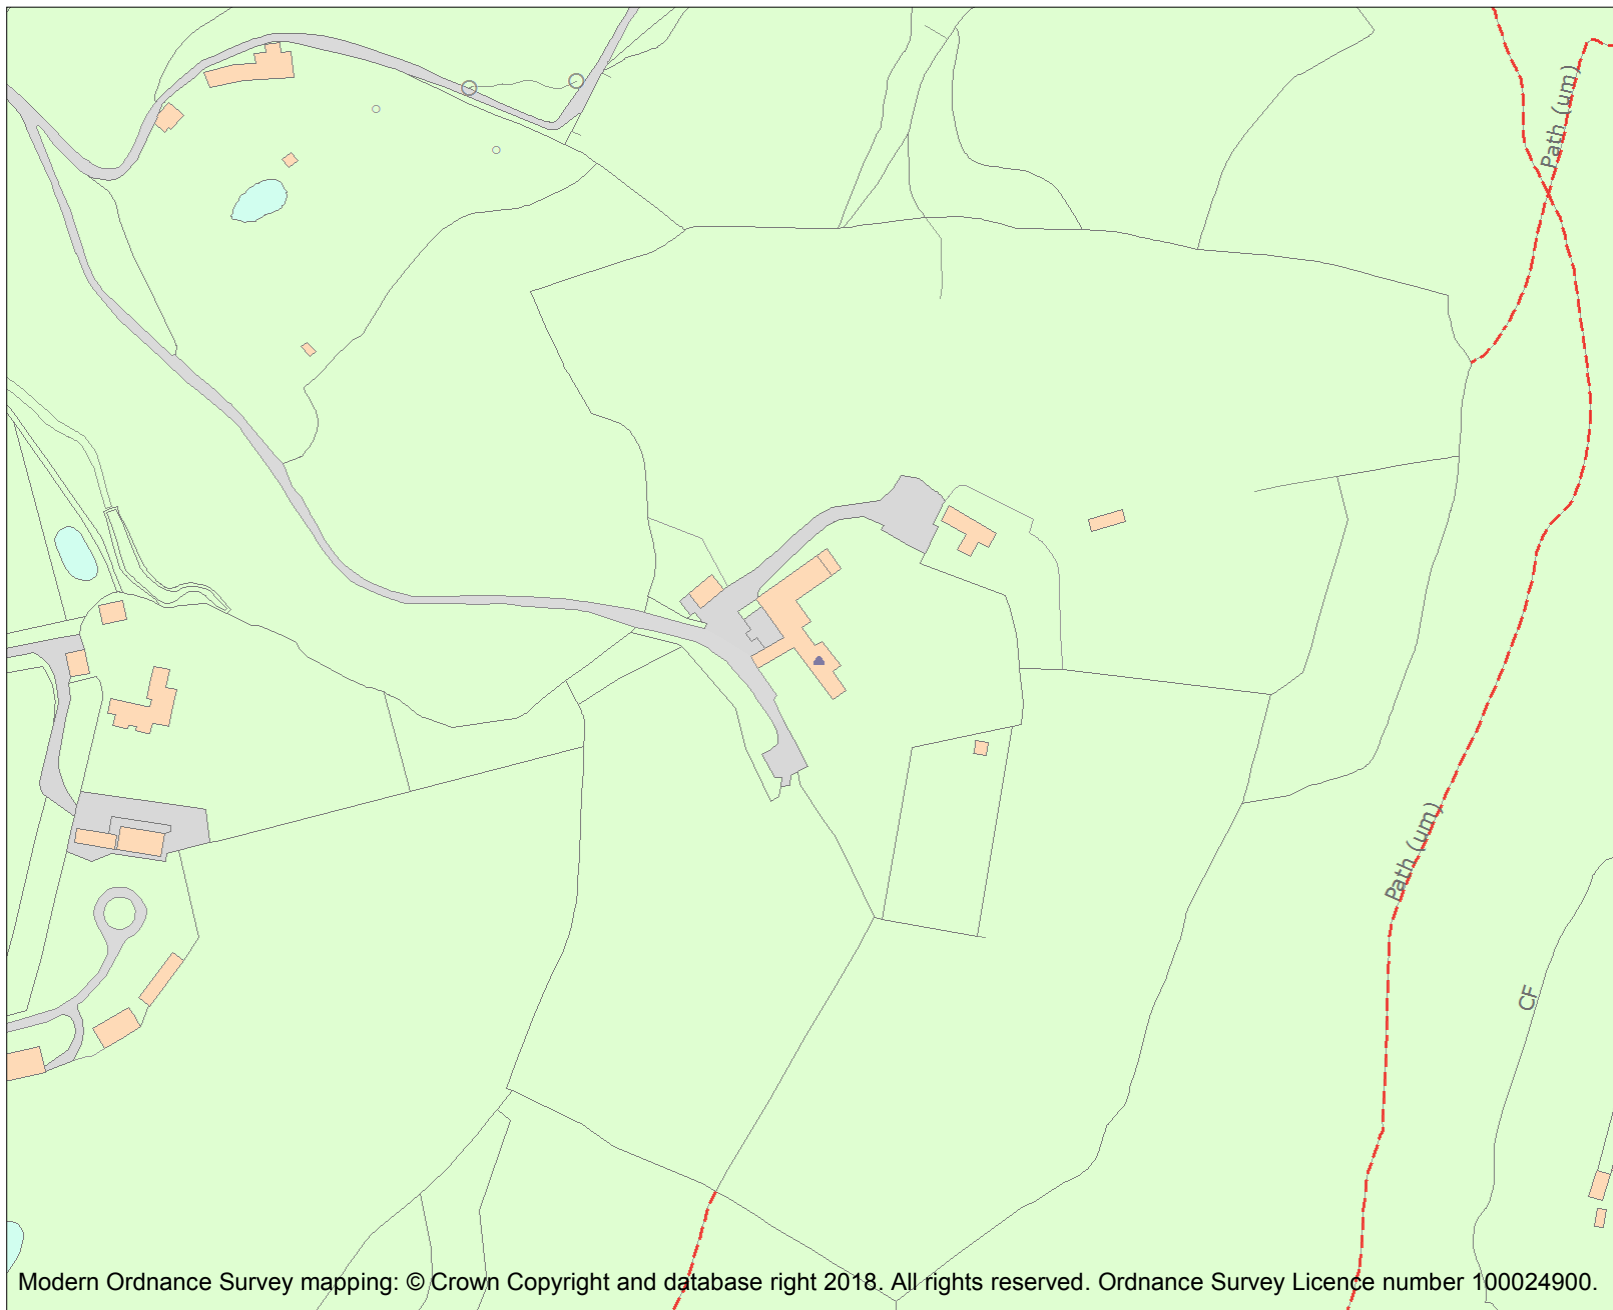 Path (um)
Path (um)
CF
Modern Ordnance Survey mapping: © Crown Copyright and database right 2018. All rights reserved. Ordnance Survey Licence number 100024900.